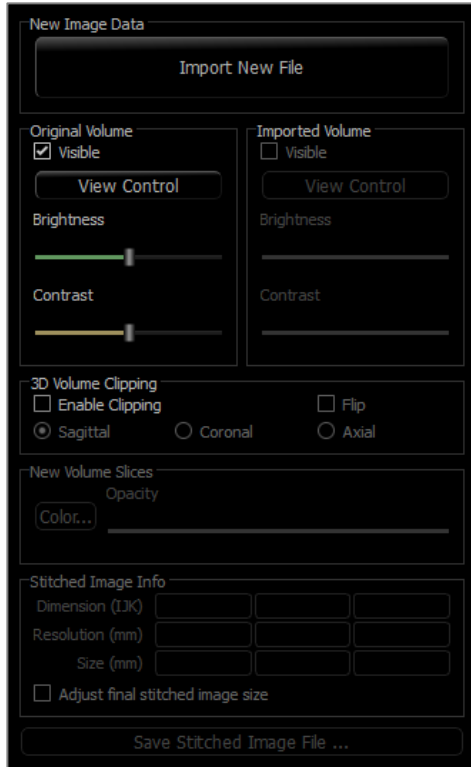 New Image Data
Import New File
Original Volume
Visible
View Control
Brightness
Contrast
Imported Volume
Visible
View Control
Brightness
Contrast
3D Volume Clipping
Enable Clipping
Flip
Sagittal
Coronal
Axial
New Volume Slices
Opacity
Color...
Stitched Image Info
Dimension (IJK)
Resolution (mm)
Size (mm)
Adjust final stitched image size
Save Stitched Image File ...